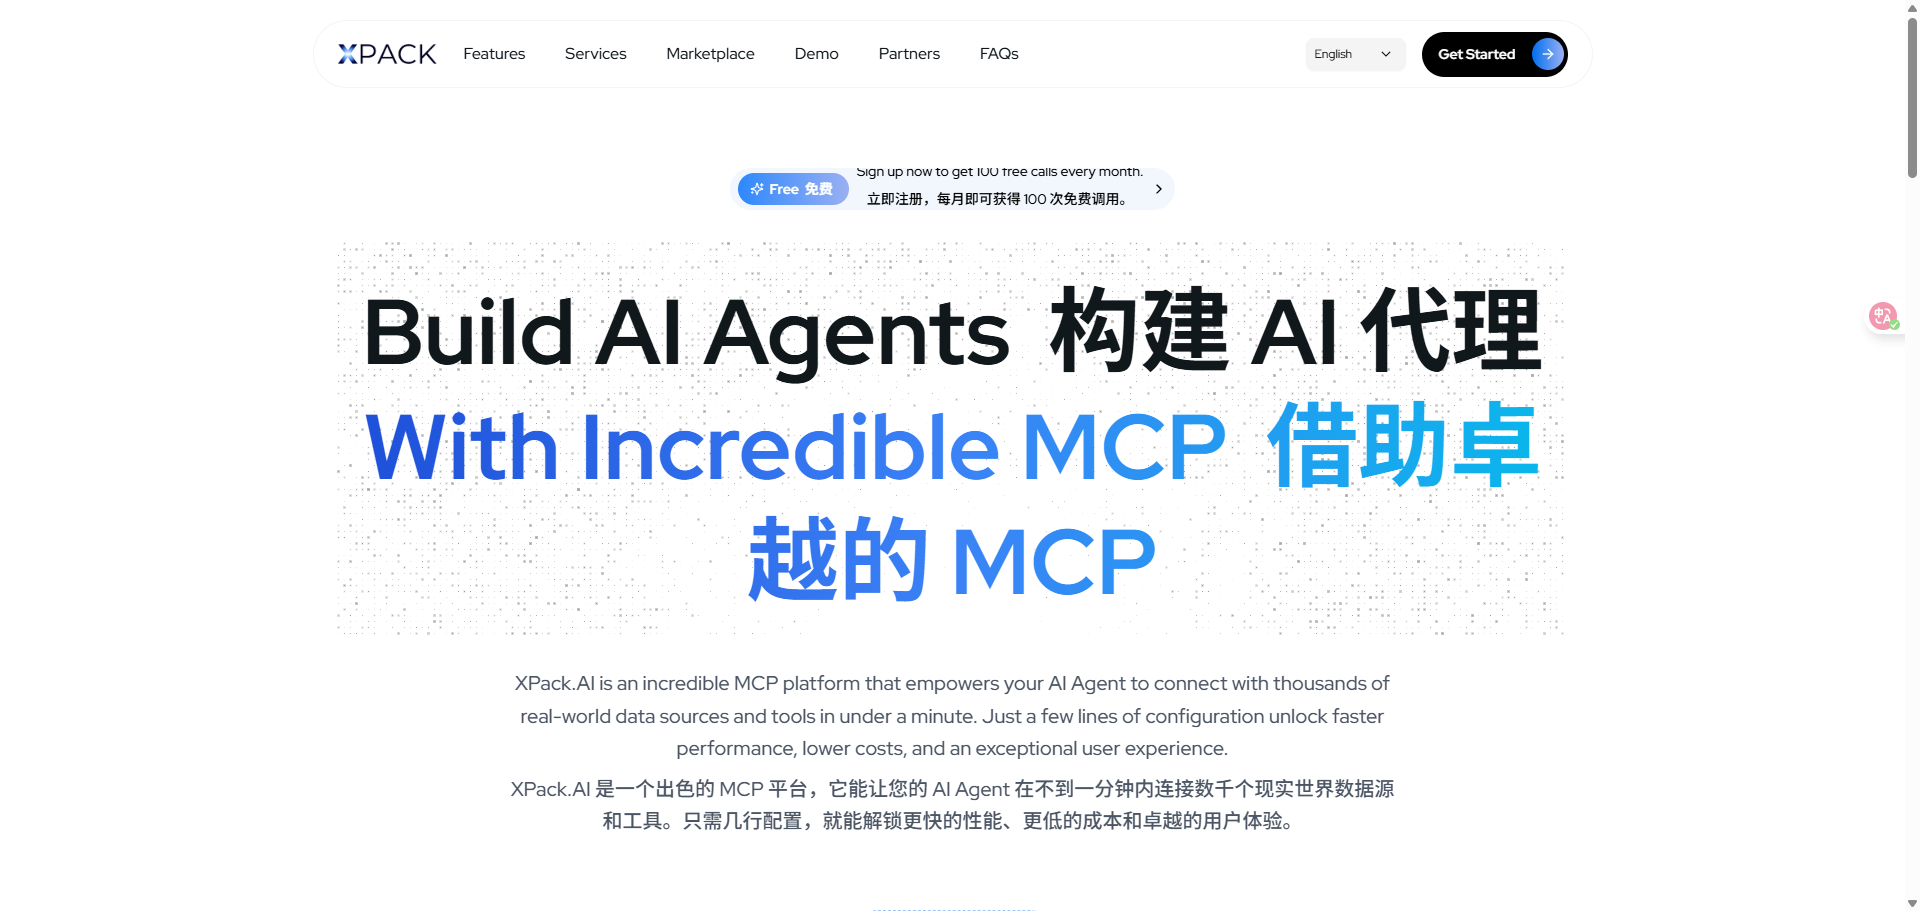 XPACK
Features
Services
Marketplace
Demo
Partners
FAQs
English
Get Started
Free 免费
Sign up now to get 100 free calls every month.
立即注册，每月即可获得 100 次免费调用。
Build AI Agents 构建 AI 代理
With Incredible MCP 借助卓
越的 MCP
XPack.AI is an incredible MCP platform that empowers your AI Agent to connect with thousands of
real-world data sources and tools in under a minute. Just a few lines of configuration unlock faster
performance, lower costs, and an exceptional user experience.
XPack.AI 是一个出色的 MCP 平台，它能让您的 AI Agent 在不到一分钟内连接数千个现实世界数据源
和工具。只需几行配置，就能解锁更快的性能、更低的成本和卓越的用户体验。
中
A